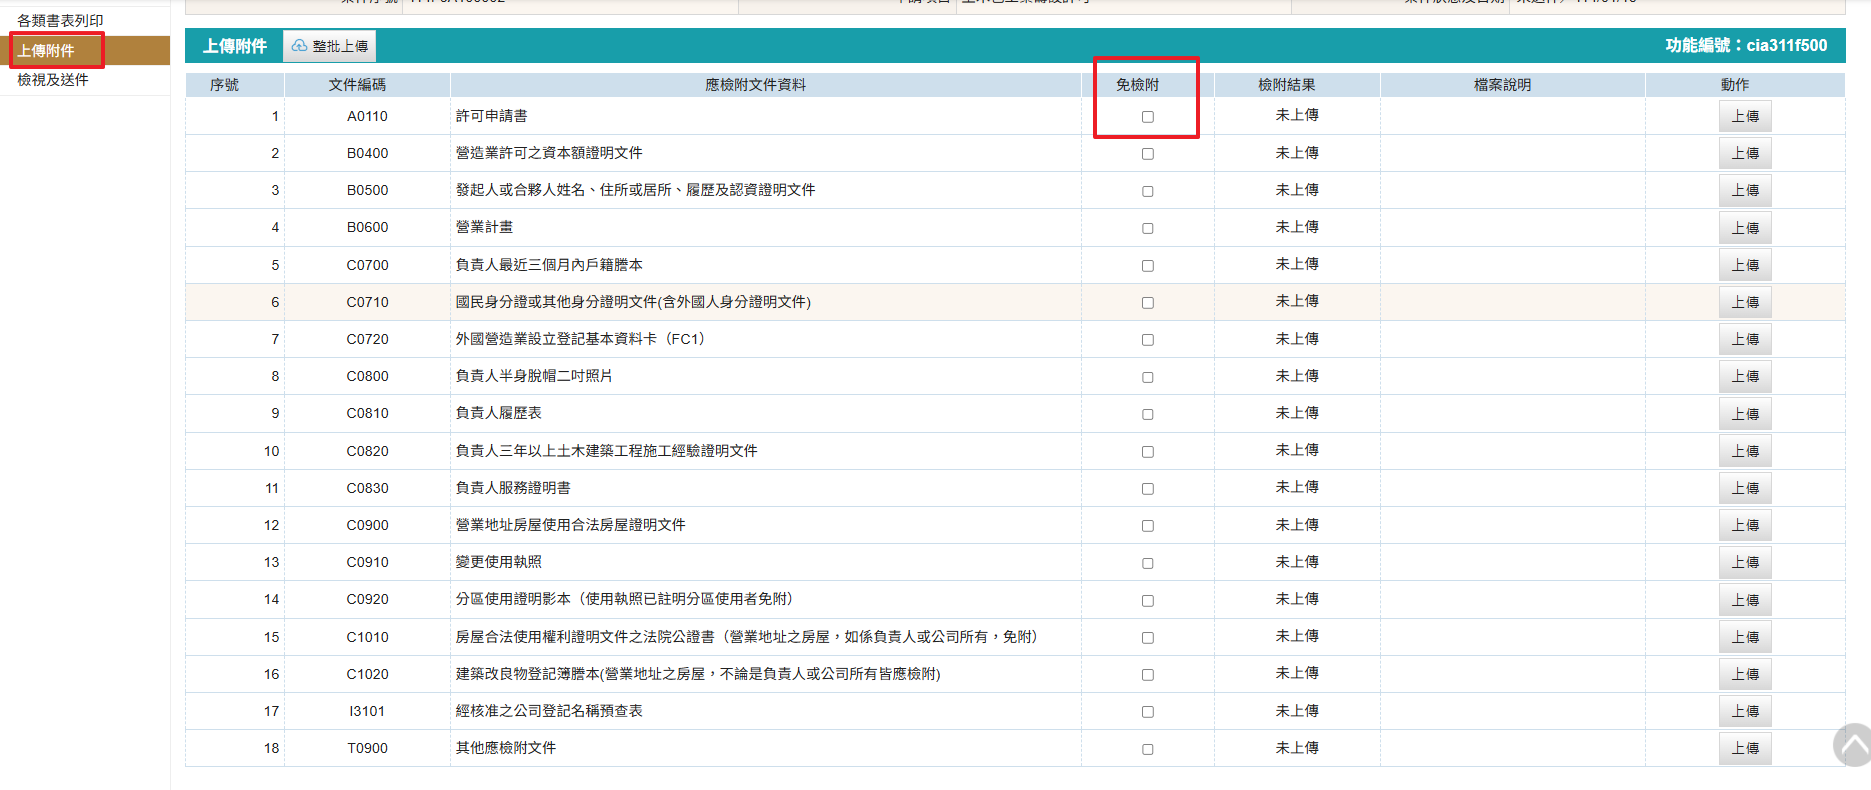 各類書表列印
上傳附件
檢視及送件
上傳附件 整批上傳 功能編號：cia311f500
序號 文件編碼 應檢附文件資料 免檢附 檢附結果 檔案說明 動作
1 A0110 許可申請書 未上傳 上傳
2 B0400 營造業許可之資本額證明文件 未上傳 上傳
3 B0500 發起人或合夥人姓名、住所或居所、履歷及認資證明文件 未上傳 上傳
4 B0600 營業計畫 未上傳 上傳
5 C0700 負責人最近三個月內戶籍謄本 未上傳 上傳
6 C0710 國民身分證或其他身分證明文件(含外國人身分證明文件) 未上傳 上傳
7 C0720 外國營造業設立登記基本資料卡（FC1） 未上傳 上傳
8 C0800 負責人半身脫帽二吋照片 未上傳 上傳
9 C0810 負責人履歷表 未上傳 上傳
10 C0820 負責人三年以上土木建築工程施工經驗證明文件 未上傳 上傳
11 C0830 負責人服務證明書 未上傳 上傳
12 C0900 營業地址房屋使用合法房屋證明文件 未上傳 上傳
13 C0910 變更使用執照 未上傳 上傳
14 C0920 分區使用證明影本（使用執照已註明分區使用者免附） 未上傳 上傳
15 C1010 房屋合法使用權利證明文件之法院公證書（營業地址之房屋，如係負責人或公司所有，免附） 未上傳 上傳
16 C1020 建築改良物登記簿謄本(營業地址之房屋，不論是負責人或公司所有皆應檢附) 未上傳 上傳
17 I3101 經核准之公司登記名稱預查表 未上傳 上傳
18 T0900 其他應檢附文件 未上傳 上傳